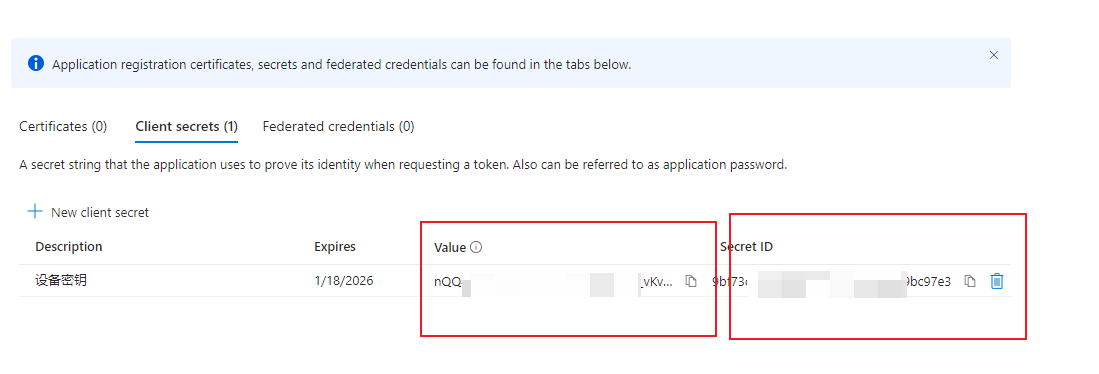 Application registration certificates, secrets and federated credentials can be found in the tabs below.
Certificates (0) Client secrets (1) Federated credentials (0)
A secret string that the application uses to prove its identity when requesting a token. Also can be referred to as application password.
New client secret
Description Expires Value Secret ID
设备密钥 1/18/2026 nQQ _vKv... 9bf73c 9bc97e3